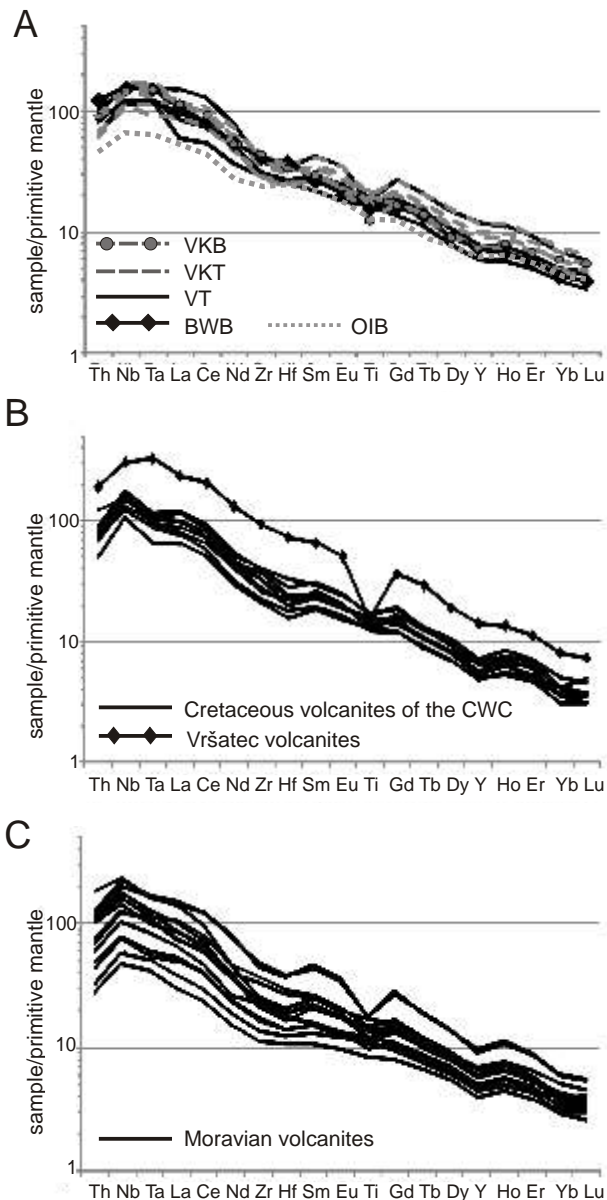 A
sample/primitive mantle
100
10
1
VKB
VKT
VT
BWB
OIB
Th Nb Ta La Ce Nd Zr Hf Sm Eu Ti Gd Tb Dy Y Ho Er Yb Lu
B
sample/primitive mantle
100
10
1
Cretaceous volcanites of the CWC
Vršatec volcanites
Th Nb Ta La Ce Nd Zr Hf Sm Eu Ti Gd Tb Dy Y Ho Er Yb Lu
C
sample/primitive mantle
100
10
1
Moravian volcanites
Th Nb Ta La Ce Nd Zr Hf Sm Eu Ti Gd Tb Dy Y Ho Er Yb Lu